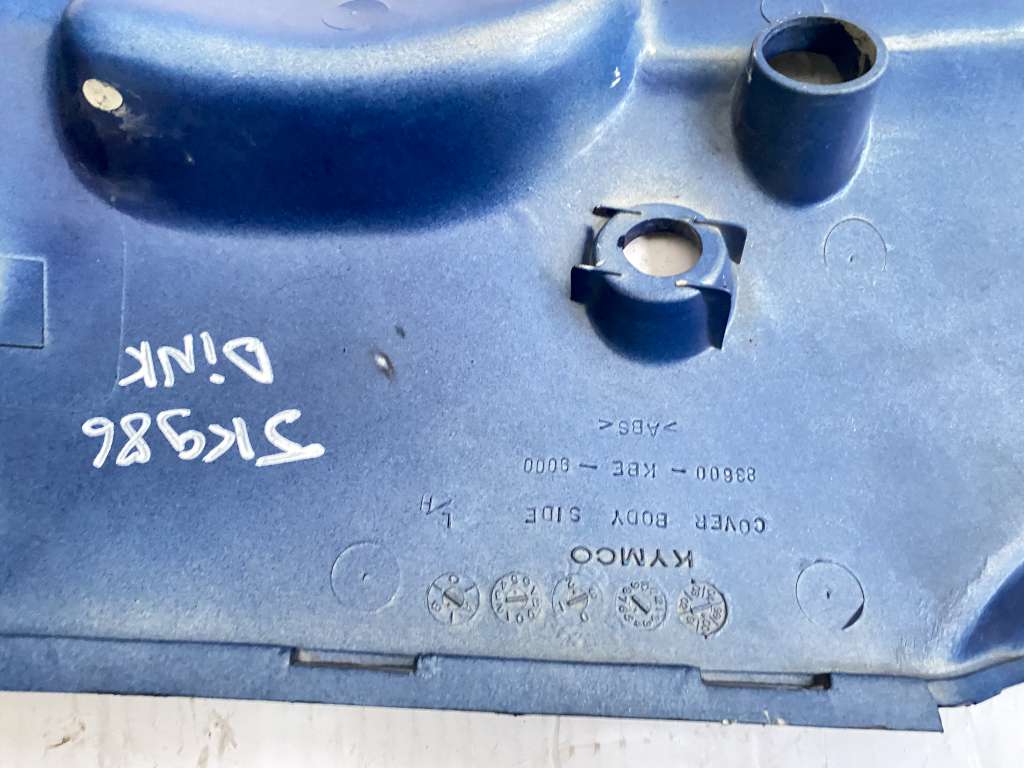 KYMCO
COVER BODY SIDE L/H
83600 - KBE - 9000
>ABS<
DiNK